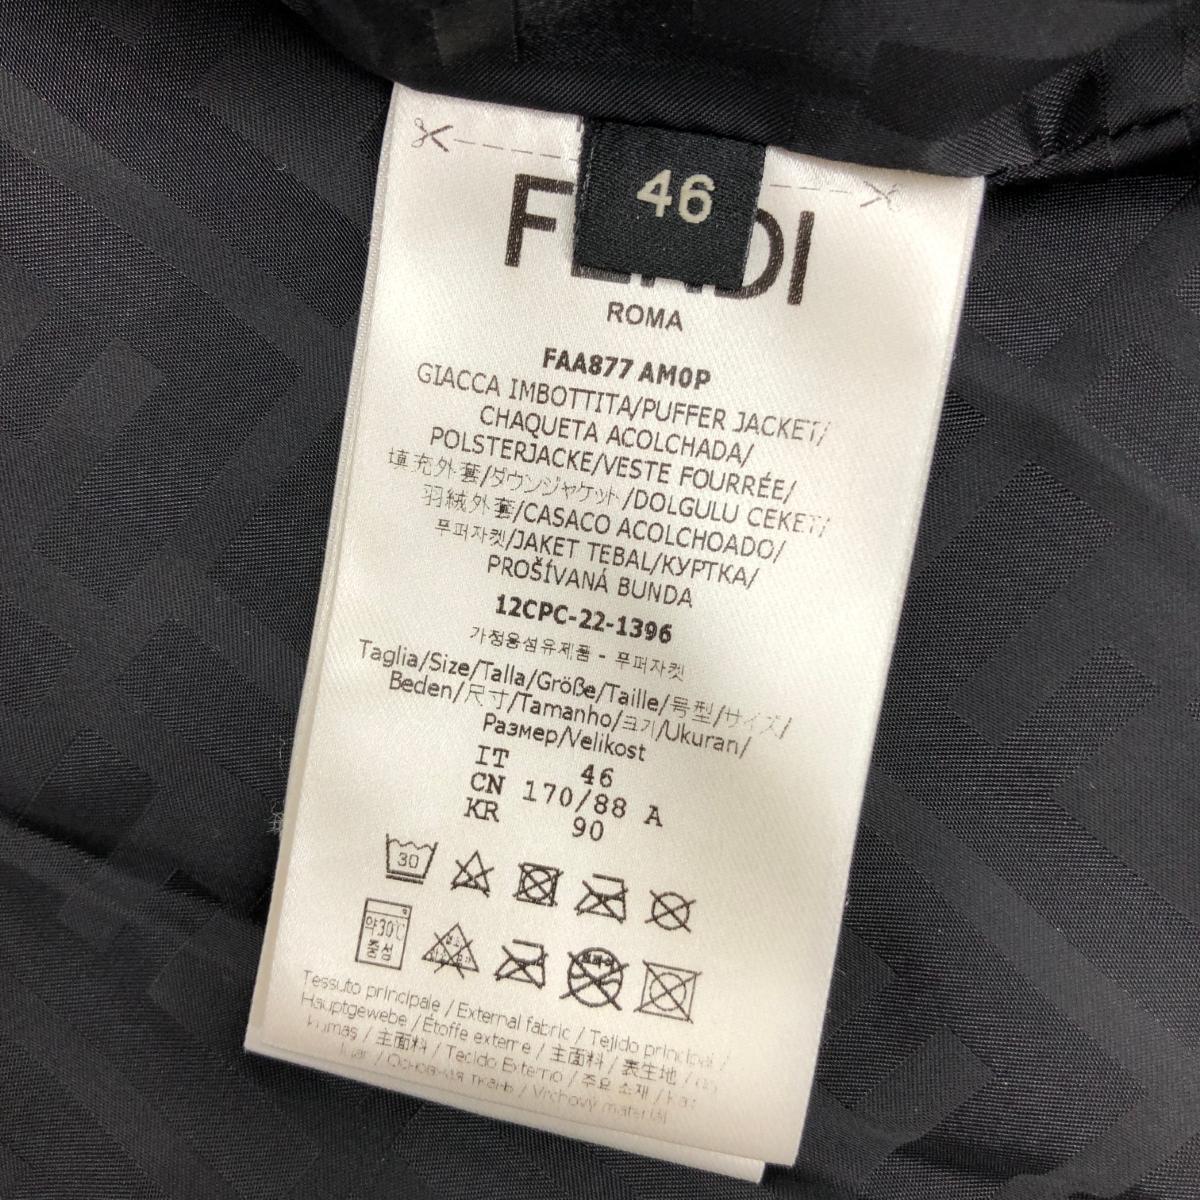 46
FENDI
ROMA
FAA877 AM0P
GIACCA IMBOTTITA/PUFFER JACKET/
CHAQUETA ACOLCHADA/
POLSTERJACKE/VESTE FOURRÉE/
填充外套/ダウンジャケット/DOLGULU CEKET/
羽絨外套/CASACO ACOLCHOADO/
푸퍼자켓/JAKET TEBAL/КУРТКА/
PROŠÍVANÁ BUNDA
12CPC-22-1396
가정용섬유제품 - 푸퍼자켓
Taglia/Size/Talla/Größe/Taille/号型/サイズ/
Beden/尺寸/Tamanho/크기/Ukuran/
Размер/Velikost
IT 46
CN 170/88 A
KR 90
30
약30℃
중성
Tessuto principale / External fabric / Tejido principal /
Hauptgewebe / Étoffe externe / 主面料 / 表生地 /
kumaş / 主面料 / Tecido Externo / 주요 소재 /
luar / Основная ткань / Vrchový materiál